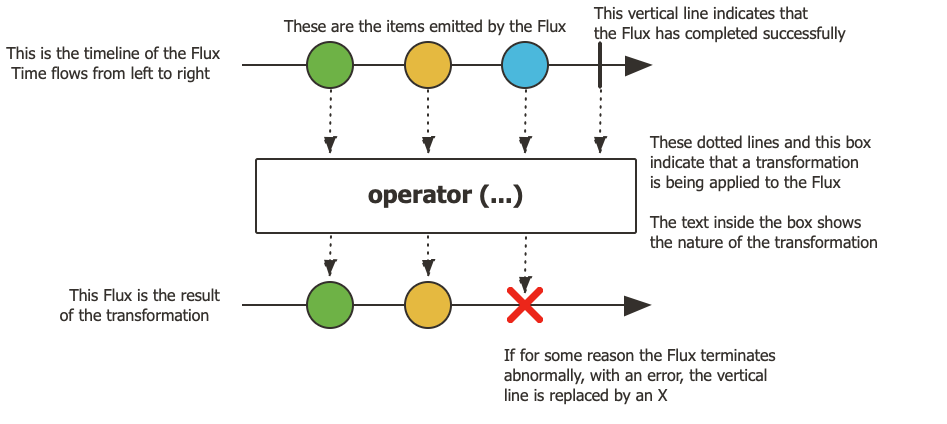 These are the items emitted by the Flux
This vertical line indicates that
the Flux has completed successfully
This is the timeline of the Flux
Time flows from left to right
These dotted lines and this box
indicate that a transformation
is being applied to the Flux
operator (...)
The text inside the box shows
the nature of the transformation
This Flux is the result
of the transformation
If for some reason the Flux terminates
abnormally, with an error, the vertical
line is replaced by an X